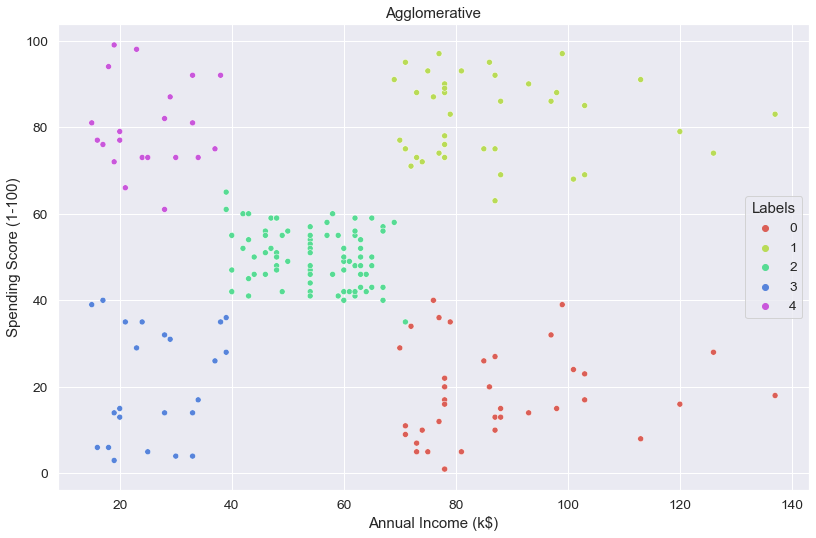 Agglomerative
100
80
60
40
20
0
Spending Score (1-100)
20 40 60 80 100 120 140
Annual Income (k$)
Labels
0
1
2
3
4